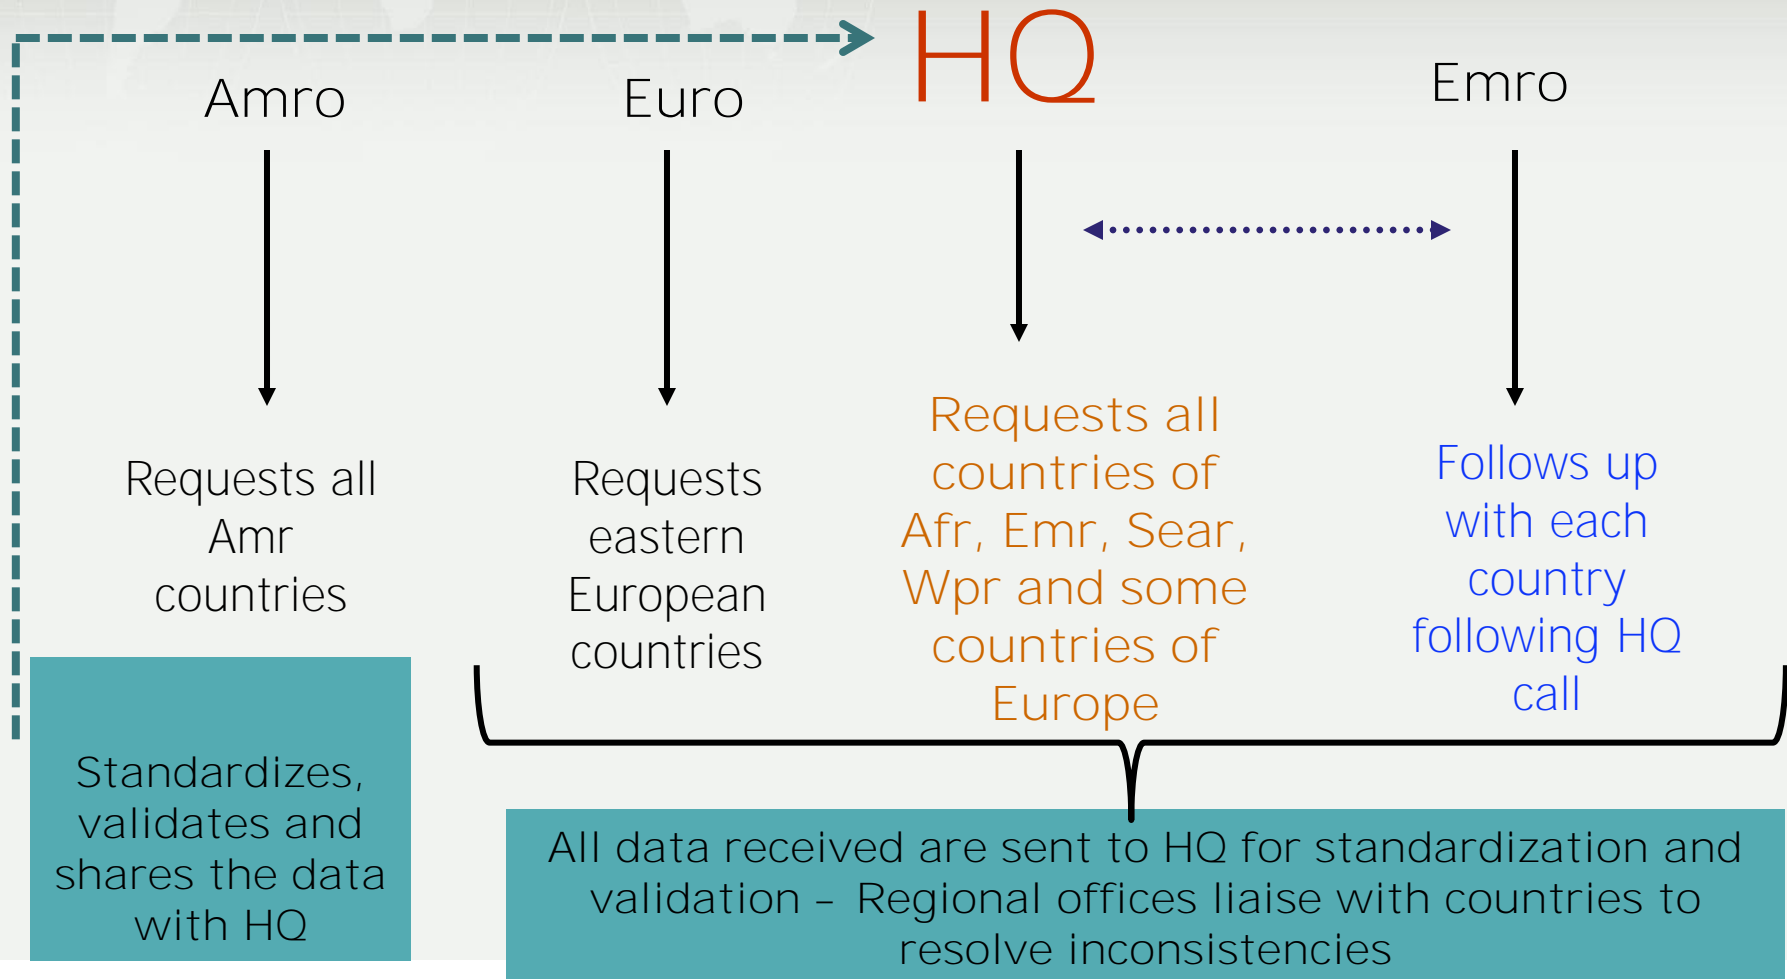 HQ
Amro
Euro
Emro
Requests all
Amr
countries
Requests
eastern
European
countries
Requests all
countries of
Afr, Emr, Sear,
Wpr and some
countries of
Europe
Follows up
with each
country
following HQ
call
Standardizes,
validates and
shares the data
with HQ
All data received are sent to HQ for standardization and
validation – Regional offices liaise with countries to
resolve inconsistencies